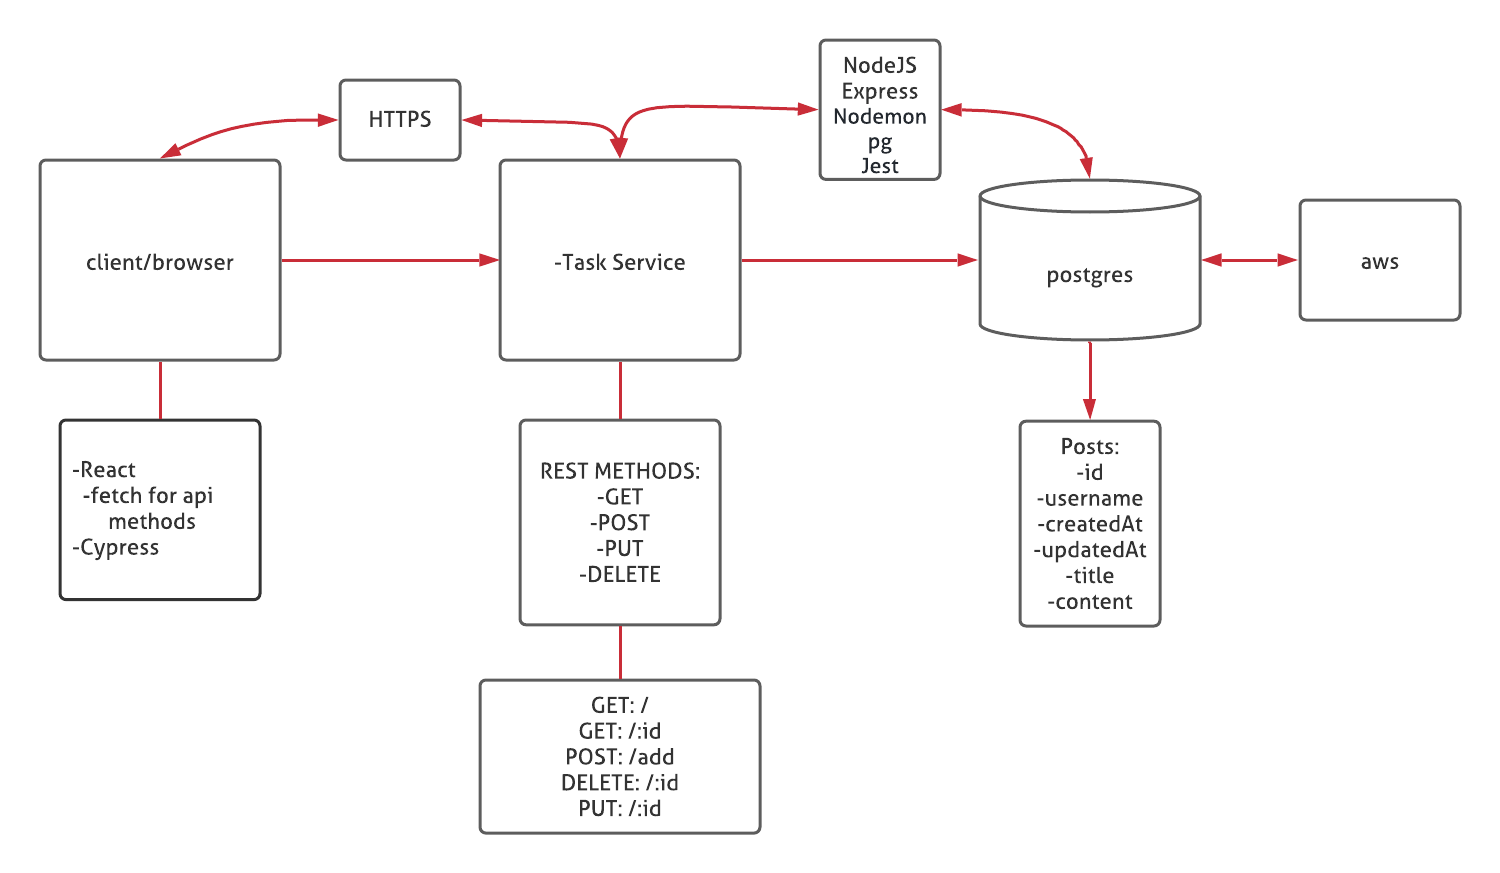 NodeJS
Express
Nodemon
pg
Jest
HTTPS
client/browser
-Task Service
postgres
aws
-React
-fetch for api
methods
-Cypress
REST METHODS:
-GET
-POST
-PUT
-DELETE
Posts:
-id
-username
-createdAt
-updatedAt
-title
-content
GET: /
GET: /:id
POST: /add
DELETE: /:id
PUT: /:id